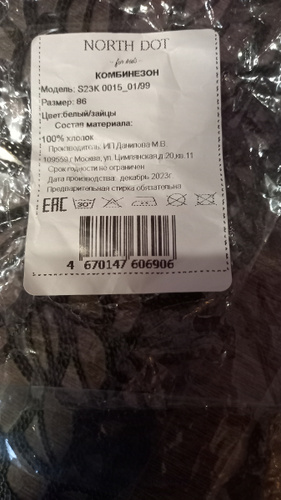 NORTH DOT
- for kids -
КОМБИНЕЗОН
Модель: S23K 0015_01/99
Размер: 86
Цвет:белый/зайцы
Состав материала:
100% хлопок
Производитель: ИП Данилова М.В.
109559 г Москва, ул. Цимлянская д.20,кв.11
Срок годности не ограничен
Дата производства: декабрь 2023г
Предварительная стирка обязательна
EAC 30°
4 670147 606906